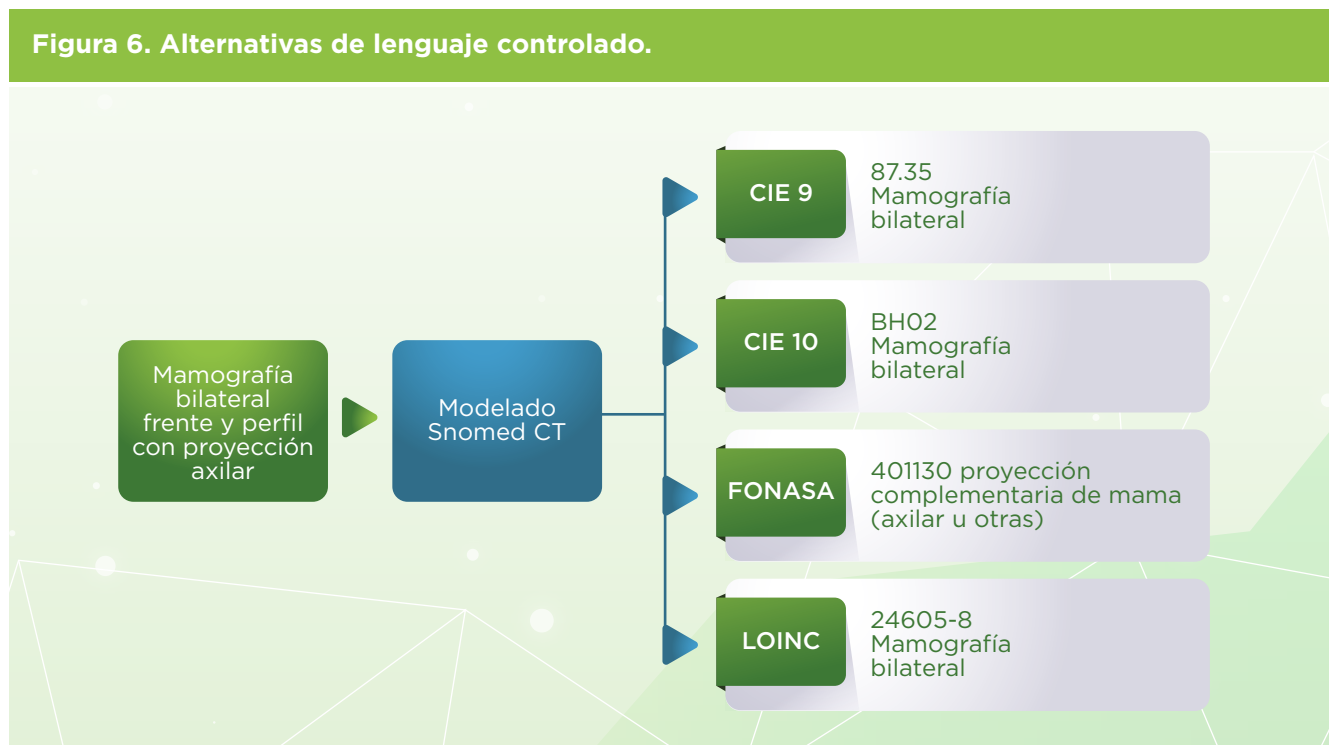 Figura 6. Alternativas de lenguaje controlado.
Mamografía
bilateral
frente y perfil
con proyección
axilar
Modelado
Snomed CT
CIE 9
87.35
Mamografía
bilateral
CIE 10
BH02
Mamografía
bilateral
FONASA
401130 proyección
complementaria de mama
(axilar u otras)
LOINC
24605-8
Mamografía
bilateral